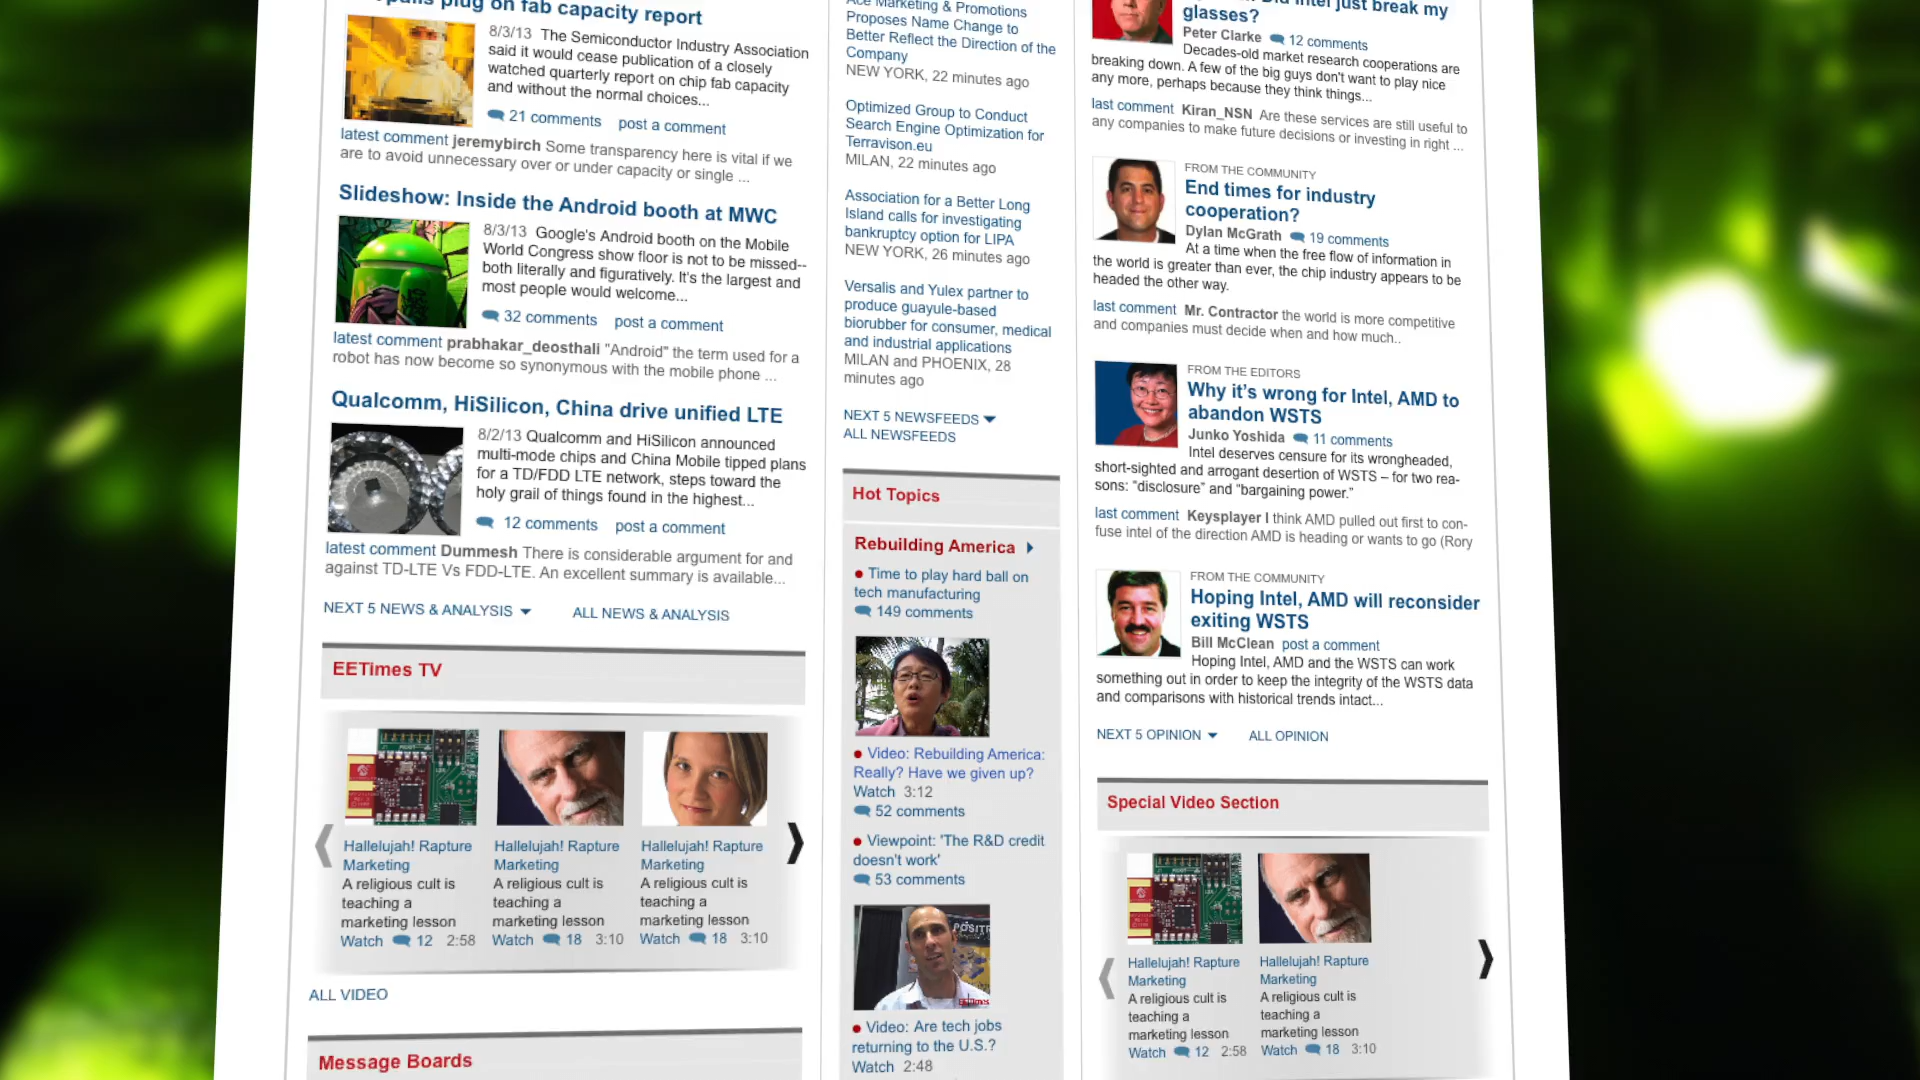 plug on fab capacity report
8/3/13 The Semiconductor Industry Association
said it would cease publication of a closely
watched quarterly report on chip fab capacity
and without the normal choices...
21 comments post a comment
latest comment jeremybirch Some transparency here is vital if we
are to avoid unnecessary over or under capacity or single ...
Slideshow: Inside the Android booth at MWC
8/3/13 Google's Android booth on the Mobile
World Congress show floor is not to be missed--
both literally and figuratively. It's the largest and
most people would welcome...
32 comments post a comment
latest comment prabhakar_deosthali "Android" the term used for a
robot has now become so synonymous with the mobile phone ...
Qualcomm, HiSilicon, China drive unified LTE
8/2/13 Qualcomm and HiSilicon announced
multi-mode chips and China Mobile tipped plans
for a TD/FDD LTE network, steps toward the
holy grail of things found in the highest...
12 comments post a comment
latest comment Dummesh There is considerable argument for and
against TD-LTE Vs FDD-LTE. An excellent summary is available...
NEXT 5 NEWS & ANALYSIS ALL NEWS & ANALYSIS
EETimes TV
Hallelujah! Rapture
Marketing
A religious cult is
teaching a
marketing lesson
Watch 12 2:58
Hallelujah! Rapture
Marketing
A religious cult is
teaching a
marketing lesson
Watch 18 3:10
Hallelujah! Rapture
Marketing
A religious cult is
teaching a
marketing lesson
Watch 18 3:10
ALL VIDEO
Message Boards
Ace Marketing & Promotions
Proposes Name Change to
Better Reflect the Direction of the
Company
NEW YORK, 22 minutes ago
Optimized Group to Conduct
Search Engine Optimization for
Terravison.eu
MILAN, 22 minutes ago
Association for a Better Long
Island calls for investigating
bankruptcy option for LIPA
NEW YORK, 26 minutes ago
Versalis and Yulex partner to
produce guayule-based
biorubber for consumer, medical
and industrial applications
MILAN and PHOENIX, 28
minutes ago
NEXT 5 NEWSFEEDS
ALL NEWSFEEDS
Hot Topics
Rebuilding America
Time to play hard ball on
tech manufacturing
149 comments
Video: Rebuilding America:
Really? Have we given up?
Watch 3:12
52 comments
Viewpoint: 'The R&D credit
doesn't work'
53 comments
POSITR
EETimes
Video: Are tech jobs
returning to the U.S.?
Watch 2:48
Did Intel just break my
glasses?
Peter Clarke 12 comments
Decades-old market research cooperations are
breaking down. A few of the big guys don't want to play nice
any more, perhaps because they think things...
last comment Kiran_NSN Are these services are still useful to
any companies to make future decisions or investing in right ...
FROM THE COMMUNITY
End times for industry
cooperation?
Dylan McGrath 19 comments
At a time when the free flow of information in
the world is greater than ever, the chip industry appears to be
headed the other way.
last comment Mr. Contractor the world is more competitive
and companies must decide when and how much..
FROM THE EDITORS
Why it's wrong for Intel, AMD to
abandon WSTS
Junko Yoshida 11 comments
Intel deserves censure for its wrongheaded,
short-sighted and arrogant desertion of WSTS – for two rea-
sons: "disclosure" and "bargaining power."
last comment Keysplayer I think AMD pulled out first to con-
fuse intel of the direction AMD is heading or wants to go (Rory
FROM THE COMMUNITY
Hoping Intel, AMD will reconsider
exiting WSTS
Bill McClean post a comment
Hoping Intel, AMD and the WSTS can work
something out in order to keep the integrity of the WSTS data
and comparisons with historical trends intact...
NEXT 5 OPINION ALL OPINION
Special Video Section
Hallelujah! Rapture
Marketing
A religious cult is
teaching a
marketing lesson
Watch 12 2:58
Hallelujah! Rapture
Marketing
A religious cult is
teaching a
marketing lesson
Watch 18 3:10